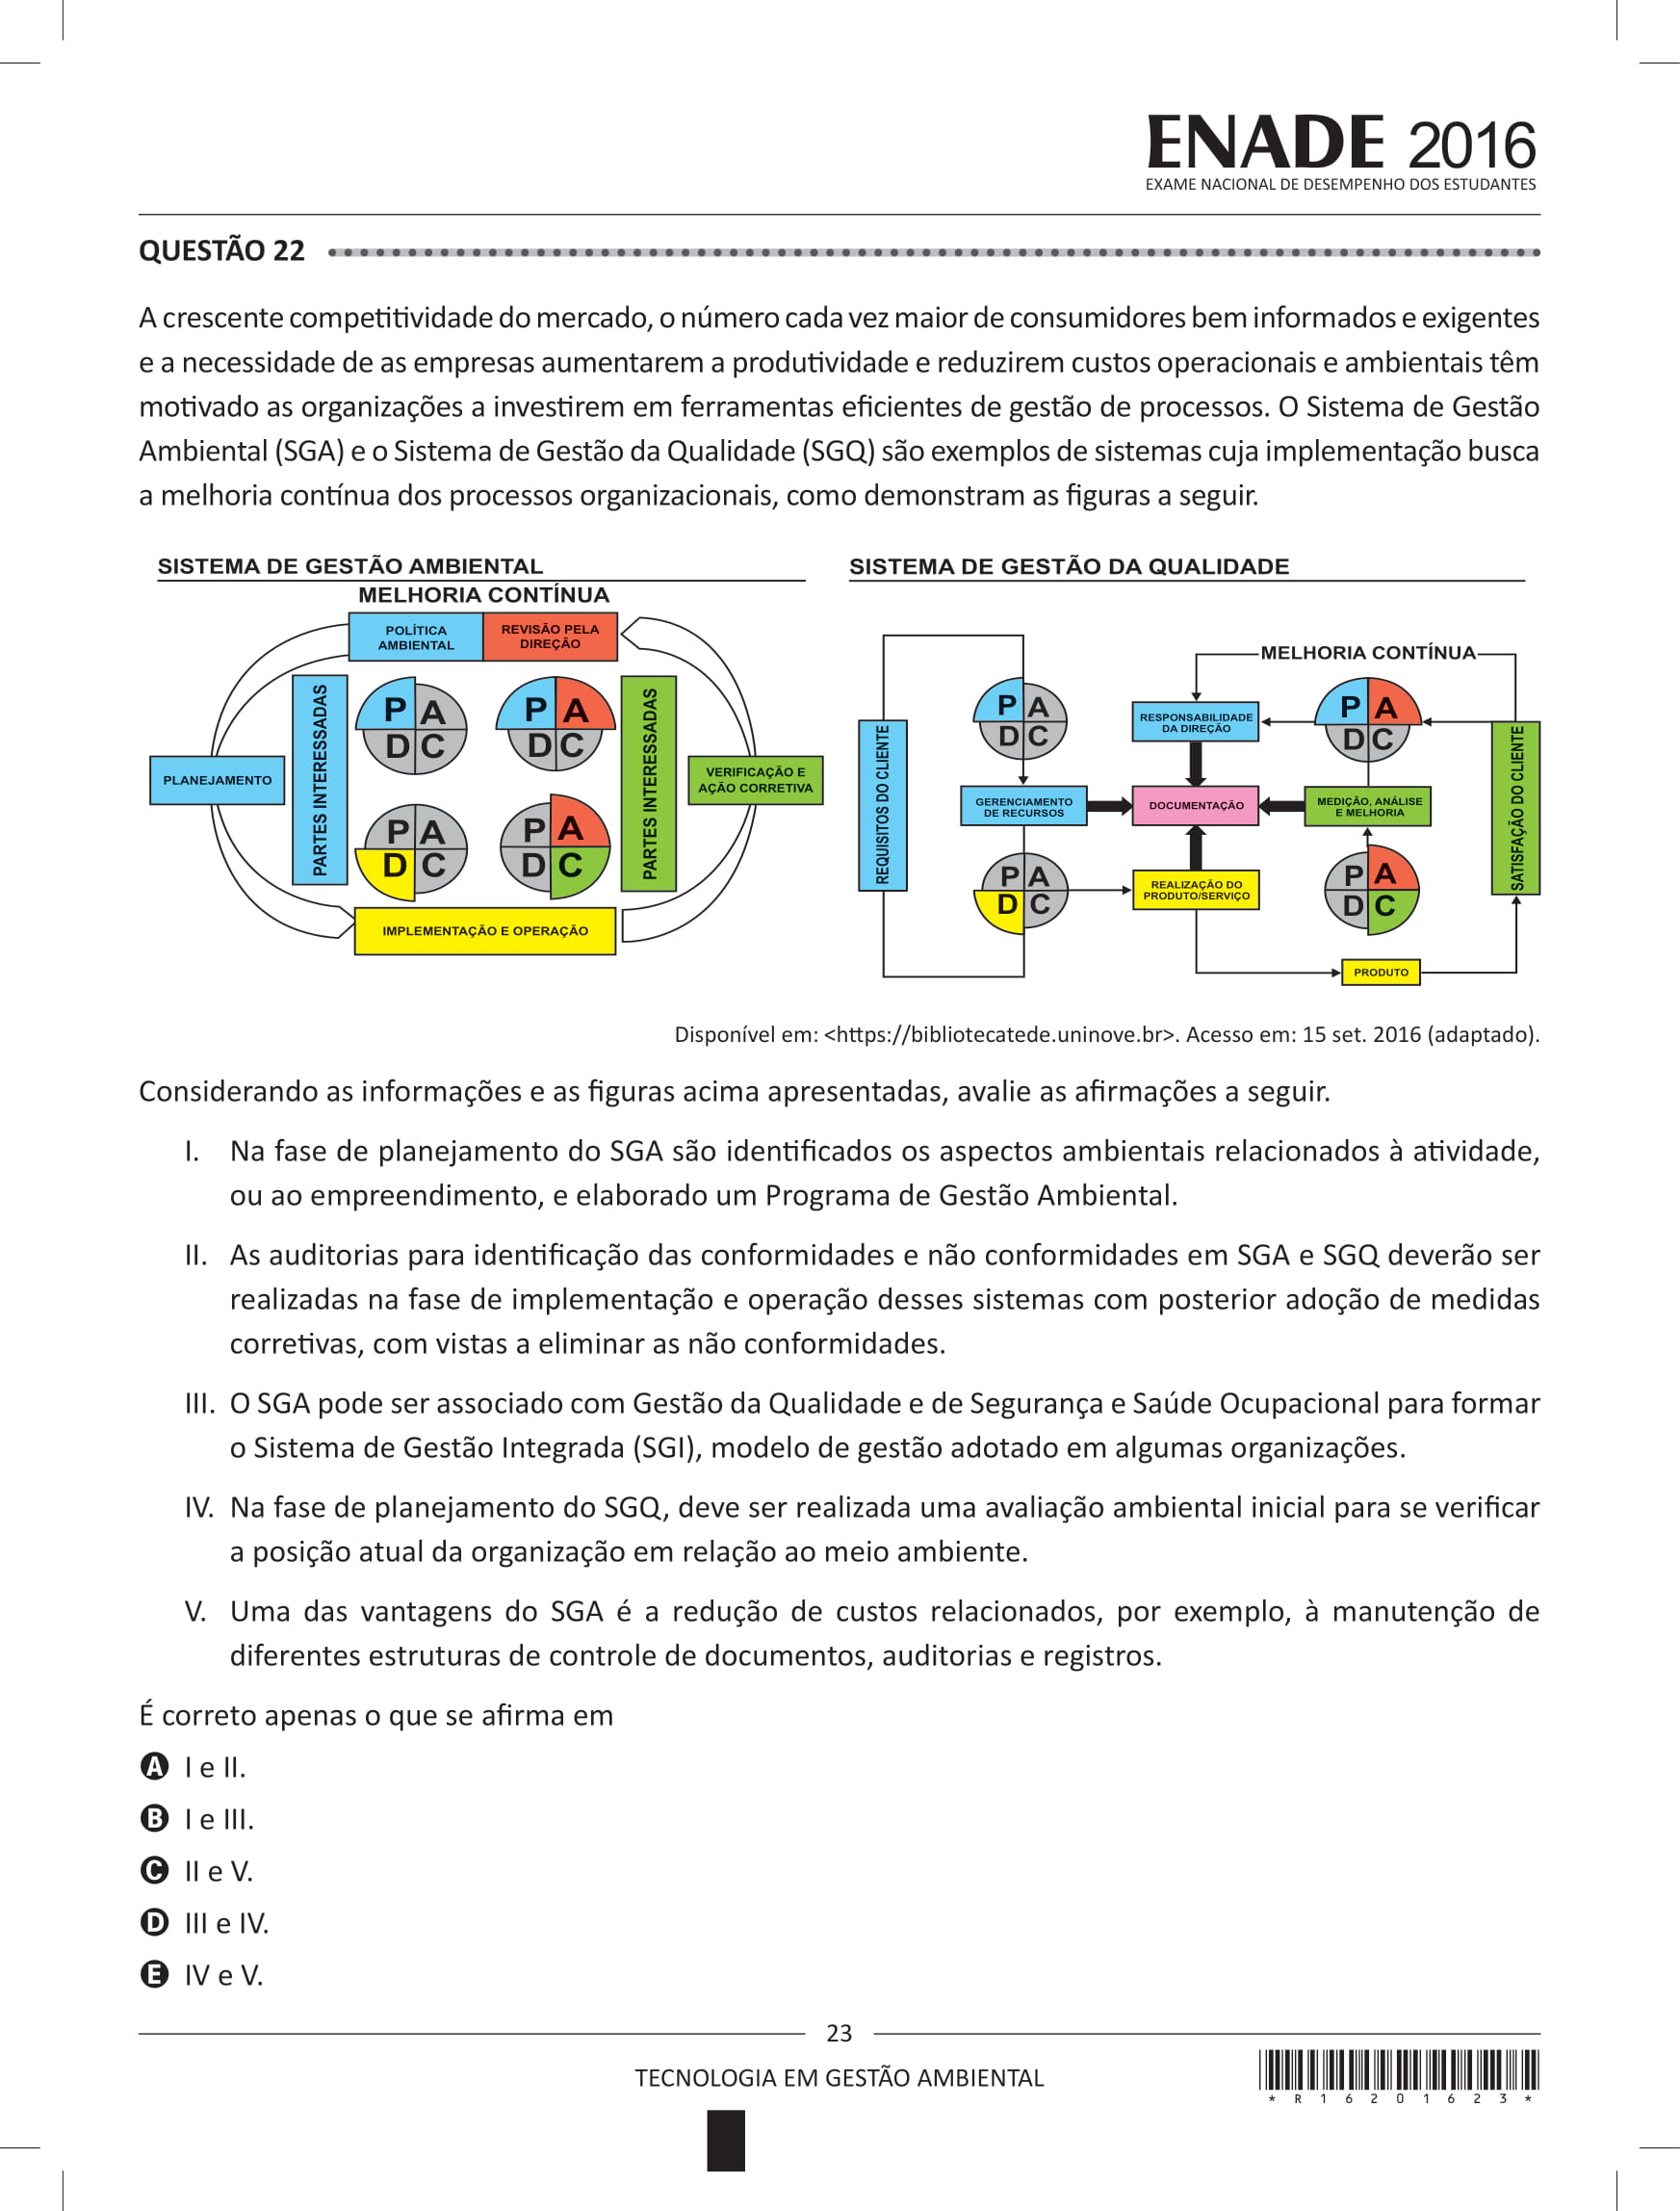 ENADE 2016
EXAME NACIONAL DE DESEMPENHO DOS ESTUDANTES
QUESTÃO 22
A crescente competitividade do mercado, o número cada vez maior de consumidores bem informados e exigentes
e a necessidade de as empresas aumentarem a produtividade e reduzirem custos operacionais e ambientais têm
motivado as organizações a investirem em ferramentas eficientes de gestão de processos. O Sistema de Gestão
Ambiental (SGA) e o Sistema de Gestão da Qualidade (SGQ) são exemplos de sistemas cuja implementação busca
a melhoria contínua dos processos organizacionais, como demonstram as figuras a seguir.
SISTEMA DE GESTÃO AMBIENTAL
MELHORIA CONTÍNUA
POLÍTICA
AMBIENTAL
REVISÃO PELA
DIREÇÃO
PARTES INTERESSADAS
P A
D C
P A
D C
PARTES INTERESSADAS
PLANEJAMENTO
VERIFICAÇÃO E
AÇÃO CORRETIVA
P A
D C
P A
D C
IMPLEMENTAÇÃO E OPERAÇÃO
SISTEMA DE GESTÃO DA QUALIDADE
MELHORIA CONTÍNUA
REQUISITOS DO CLIENTE
P A
D C
RESPONSABILIDADE
DA DIREÇÃO
P A
D C
SATISFAÇÃO DO CLIENTE
GERENCIAMENTO
DE RECURSOS
DOCUMENTAÇÃO
MEDIÇÃO, ANÁLISE
E MELHORIA
P A
D C
REALIZAÇÃO DO
PRODUTO/SERVIÇO
P A
D C
PRODUTO
Disponível em: <https://bibliotecatede.uninove.br>. Acesso em: 15 set. 2016 (adaptado).
Considerando as informações e as figuras acima apresentadas, avalie as afirmações a seguir.
I. Na fase de planejamento do SGA são identificados os aspectos ambientais relacionados à atividade,
ou ao empreendimento, e elaborado um Programa de Gestão Ambiental.
II. As auditorias para identificação das conformidades e não conformidades em SGA e SGQ deverão ser
realizadas na fase de implementação e operação desses sistemas com posterior adoção de medidas
corretivas, com vistas a eliminar as não conformidades.
III. O SGA pode ser associado com Gestão da Qualidade e de Segurança e Saúde Ocupacional para formar
o Sistema de Gestão Integrada (SGI), modelo de gestão adotado em algumas organizações.
IV. Na fase de planejamento do SGQ, deve ser realizada uma avaliação ambiental inicial para se verificar
a posição atual da organização em relação ao meio ambiente.
V. Uma das vantagens do SGA é a redução de custos relacionados, por exemplo, à manutenção de
diferentes estruturas de controle de documentos, auditorias e registros.
É correto apenas o que se afirma em
A I e II.
B I e III.
C II e V.
D III e IV.
E IV e V.
23
TECNOLOGIA EM GESTÃO AMBIENTAL
* R 1 6 2 0 1 6 2 3 *